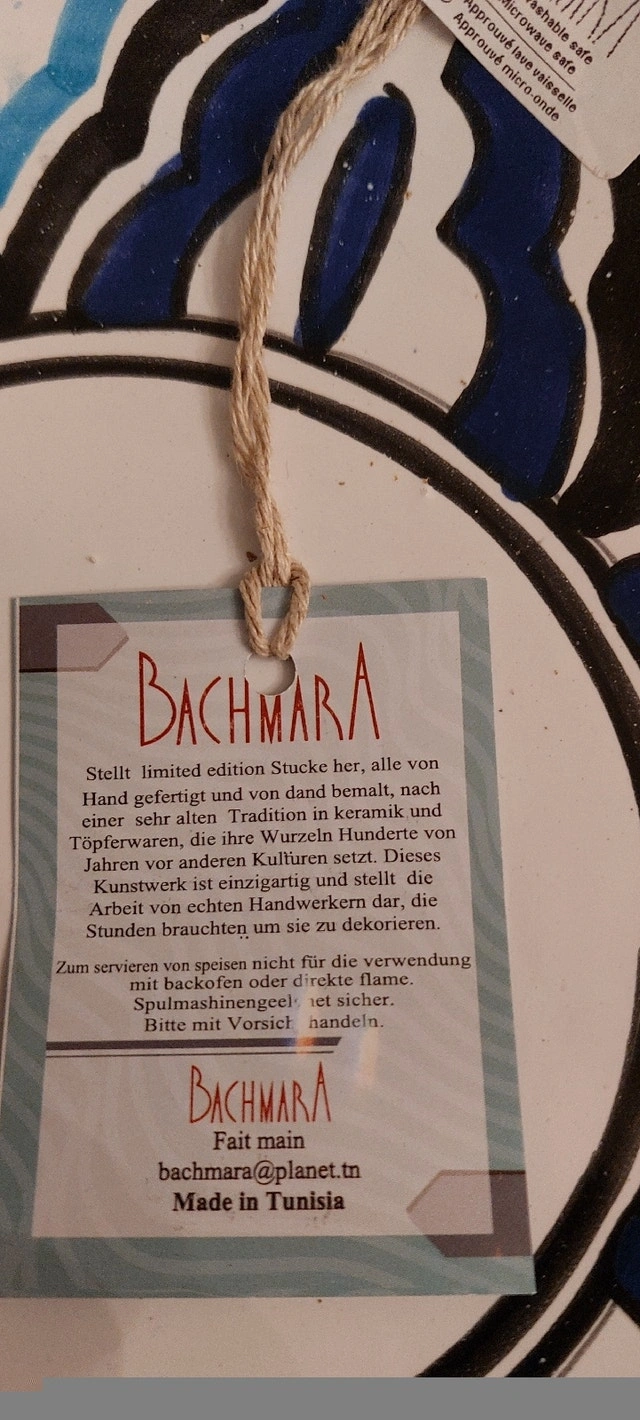 washable safe
Microwave safe
Approuvé lave vaisselle
Approuvé micro-onde
BACHMARA
Stellt limited edition Stucke her, alle von
Hand gefertigt und von dand bemalt, nach
einer sehr alten Tradition in keramik und
Töpferwaren, die ihre Wurzeln Hunderte von
Jahren vor anderen Kulturen setzt. Dieses
Kunstwerk ist einzigartig und stellt die
Arbeit von echten Handwerkern dar, die
Stunden brauchten um sie zu dekorieren.
Zum servieren von speisen nicht für die verwendung
mit backofen oder direkte flame.
sicher.
Bitte mit handeln.
BACHMARA
Fait main
bachmara@planet.tn
Made in Tunisia